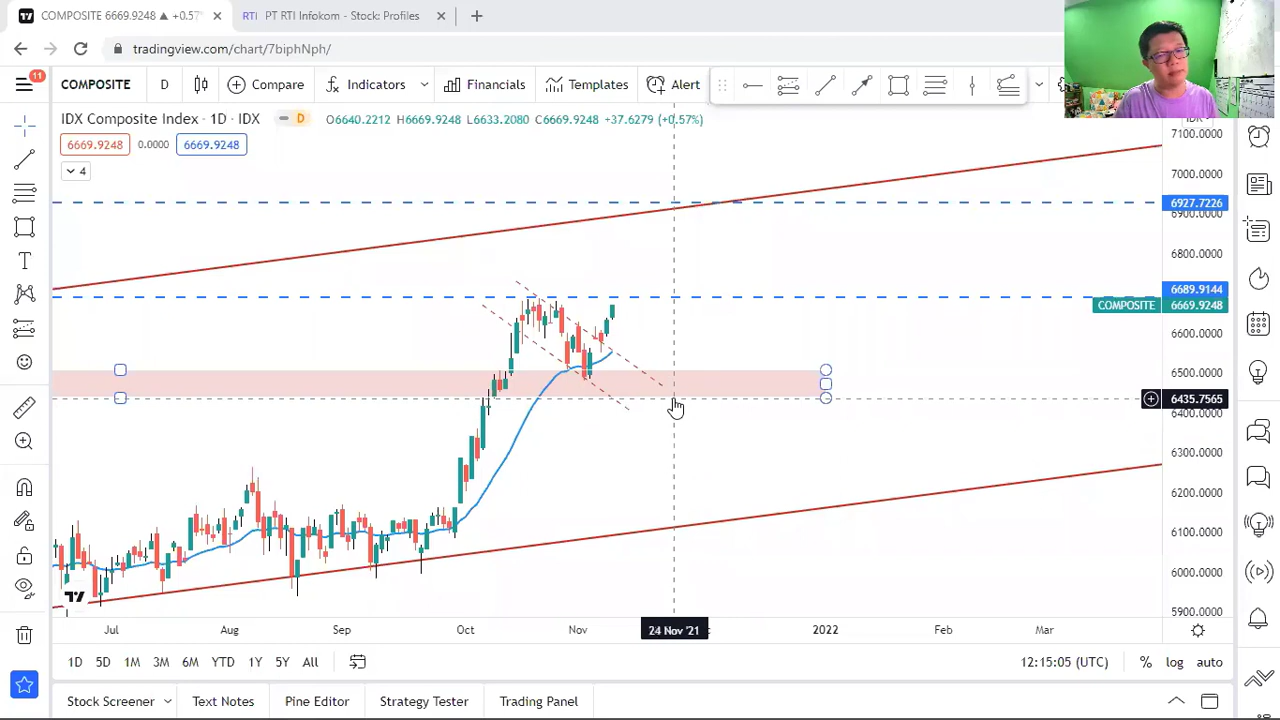 COMPOSITE 6669.9248 ▲ +0.57%
RTI PT RTI Infokom - Stock: Profiles
tradingview.com/chart/7biphNph/
11
COMPOSITE D Compare Indicators Financials Templates Alert
IDX Composite Index · 1D · IDX D O6640.2212 H6669.9248 L6633.2080 C6669.9248 +37.6279 (+0.57%)
6669.9248 0.0000 6669.9248
4
7100.0000
7000.0000
6927.7226
6900.0000
6800.0000
6689.9144
COMPOSITE 6669.9248
6600.0000
6500.0000
6435.7565
6400.0000
6300.0000
6200.0000
6100.0000
6000.0000
5900.0000
Jul Aug Sep Oct Nov 24 Nov '21 2022 Feb Mar
1D 5D 1M 3M 6M YTD 1Y 5Y All 12:15:05 (UTC) % log auto
Stock Screener Text Notes Pine Editor Strategy Tester Trading Panel